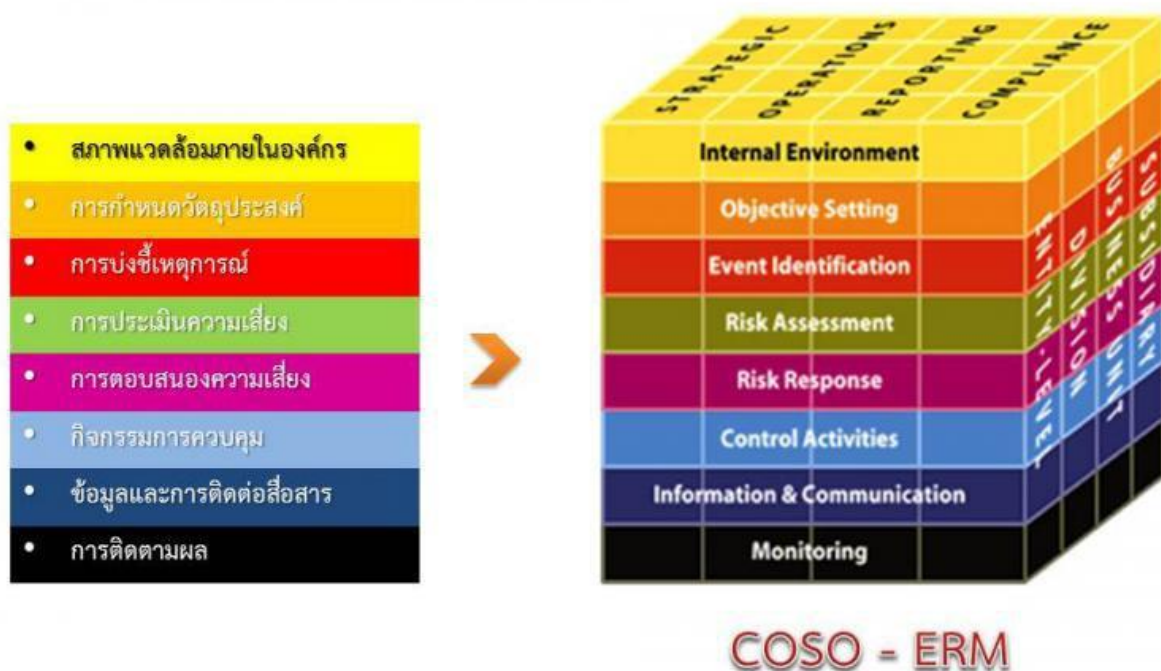 • สภาพแวดล้อมภายในองค์กร
• การกำหนดวัตถุประสงค์
• การบ่งชี้เหตุการณ์
• การประเมินความเสี่ยง
• การตอบสนองความเสี่ยง
• กิจกรรมการควบคุม
• ข้อมูลและการติดต่อสื่อสาร
• การติดตามผล
STRATEGIC
OPERATIONS
REPORTING
COMPLIANCE
Internal Environment
Objective Setting
Event Identification
Risk Assessment
Risk Response
Control Activities
Information & Communication
Monitoring
ENTITY-LEVEL
DIVISION
BUSINESS UNIT
SUBSIDIARY
COSO - ERM